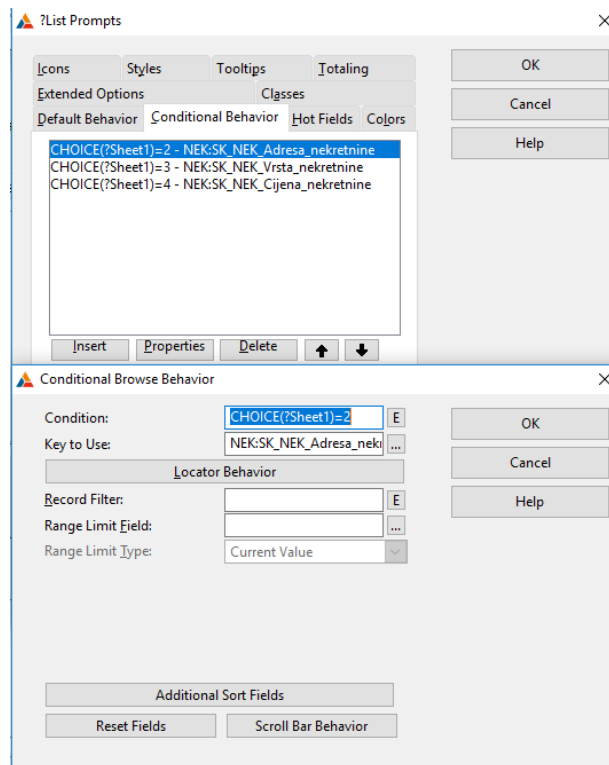 ?List Prompts
Icons Styles Tooltips Totaling
Extended Options Classes
Default Behavior Conditional Behavior Hot Fields Colors
OK
Cancel
Help
CHOICE(?Sheet1)=2 - NEK:SK_NEK_Adresa_nekretnine
CHOICE(?Sheet1)=3 - NEK:SK_NEK_Vrsta_nekretnine
CHOICE(?Sheet1)=4 - NEK:SK_NEK_Cijena_nekretnine
Insert Properties Delete
Conditional Browse Behavior
Condition: CHOICE(?Sheet1)=2 E
Key to Use: NEK:SK_NEK_Adresa_nekr ...
Locator Behavior
Record Filter: E
Range Limit Field: ...
Range Limit Type: Current Value
OK
Cancel
Help
Additional Sort Fields
Reset Fields Scroll Bar Behavior